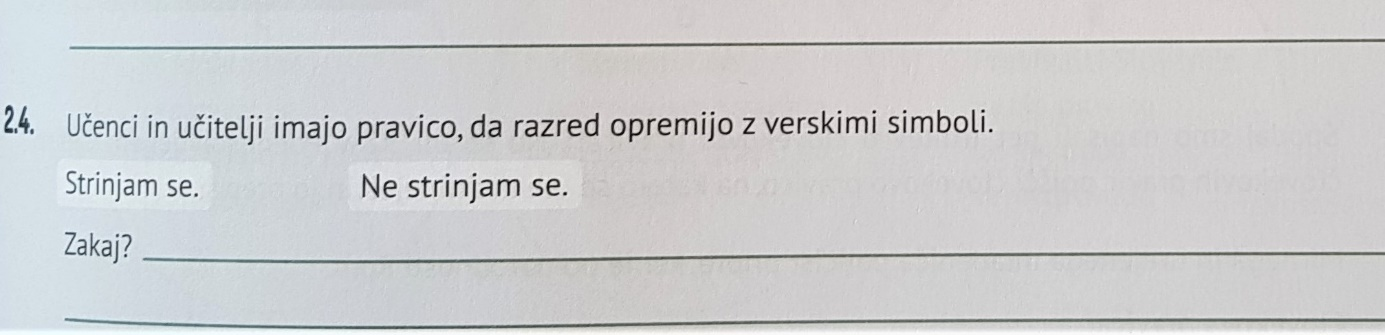 2.4. Učenci in učitelji imajo pravico, da razred opremijo z verskimi simboli.
Strinjam se. Ne strinjam se.
Zakaj?